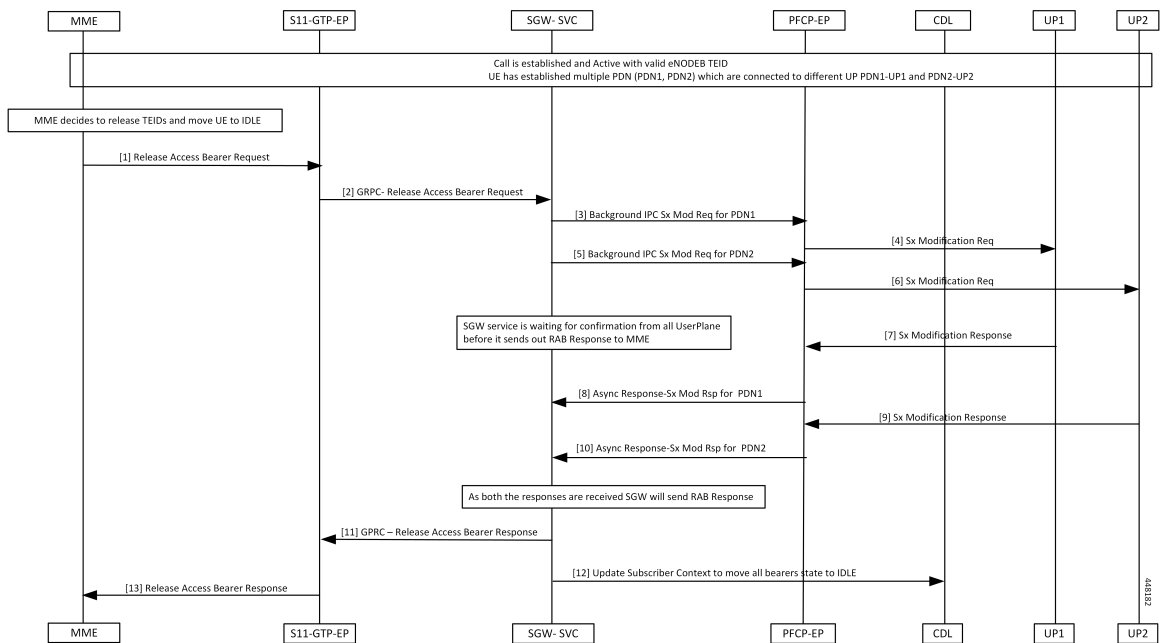 MME
S11-GTP-EP
SGW- SVC
PFCP-EP
CDL
UP1
UP2
Call is established and Active with valid eNODEB TEID
UE has established multiple PDN (PDN1, PDN2) which are connected to different UP PDN1-UP1 and PDN2-UP2
MME decides to release TEIDs and move UE to IDLE
[1] Release Access Bearer Request
[2] GRPC- Release Access Bearer Request
[3] Background IPC Sx Mod Req for PDN1
[4] Sx Modification Req
[5] Background IPC Sx Mod Req for PDN2
[6] Sx Modification Req
SGW service is waiting for confirmation from all UserPlane
before it sends out RAB Response to MME
[7] Sx Modification Response
[8] Async Response-Sx Mod Rsp for PDN1
[9] Sx Modification Response
[10] Async Response-Sx Mod Rsp for PDN2
As both the responses are received SGW will send RAB Response
[11] GPRC – Release Access Bearer Response
[12] Update Subscriber Context to move all bearers state to IDLE
[13] Release Access Bearer Response
448182
MME
S11-GTP-EP
SGW- SVC
PFCP-EP
CDL
UP1
UP2